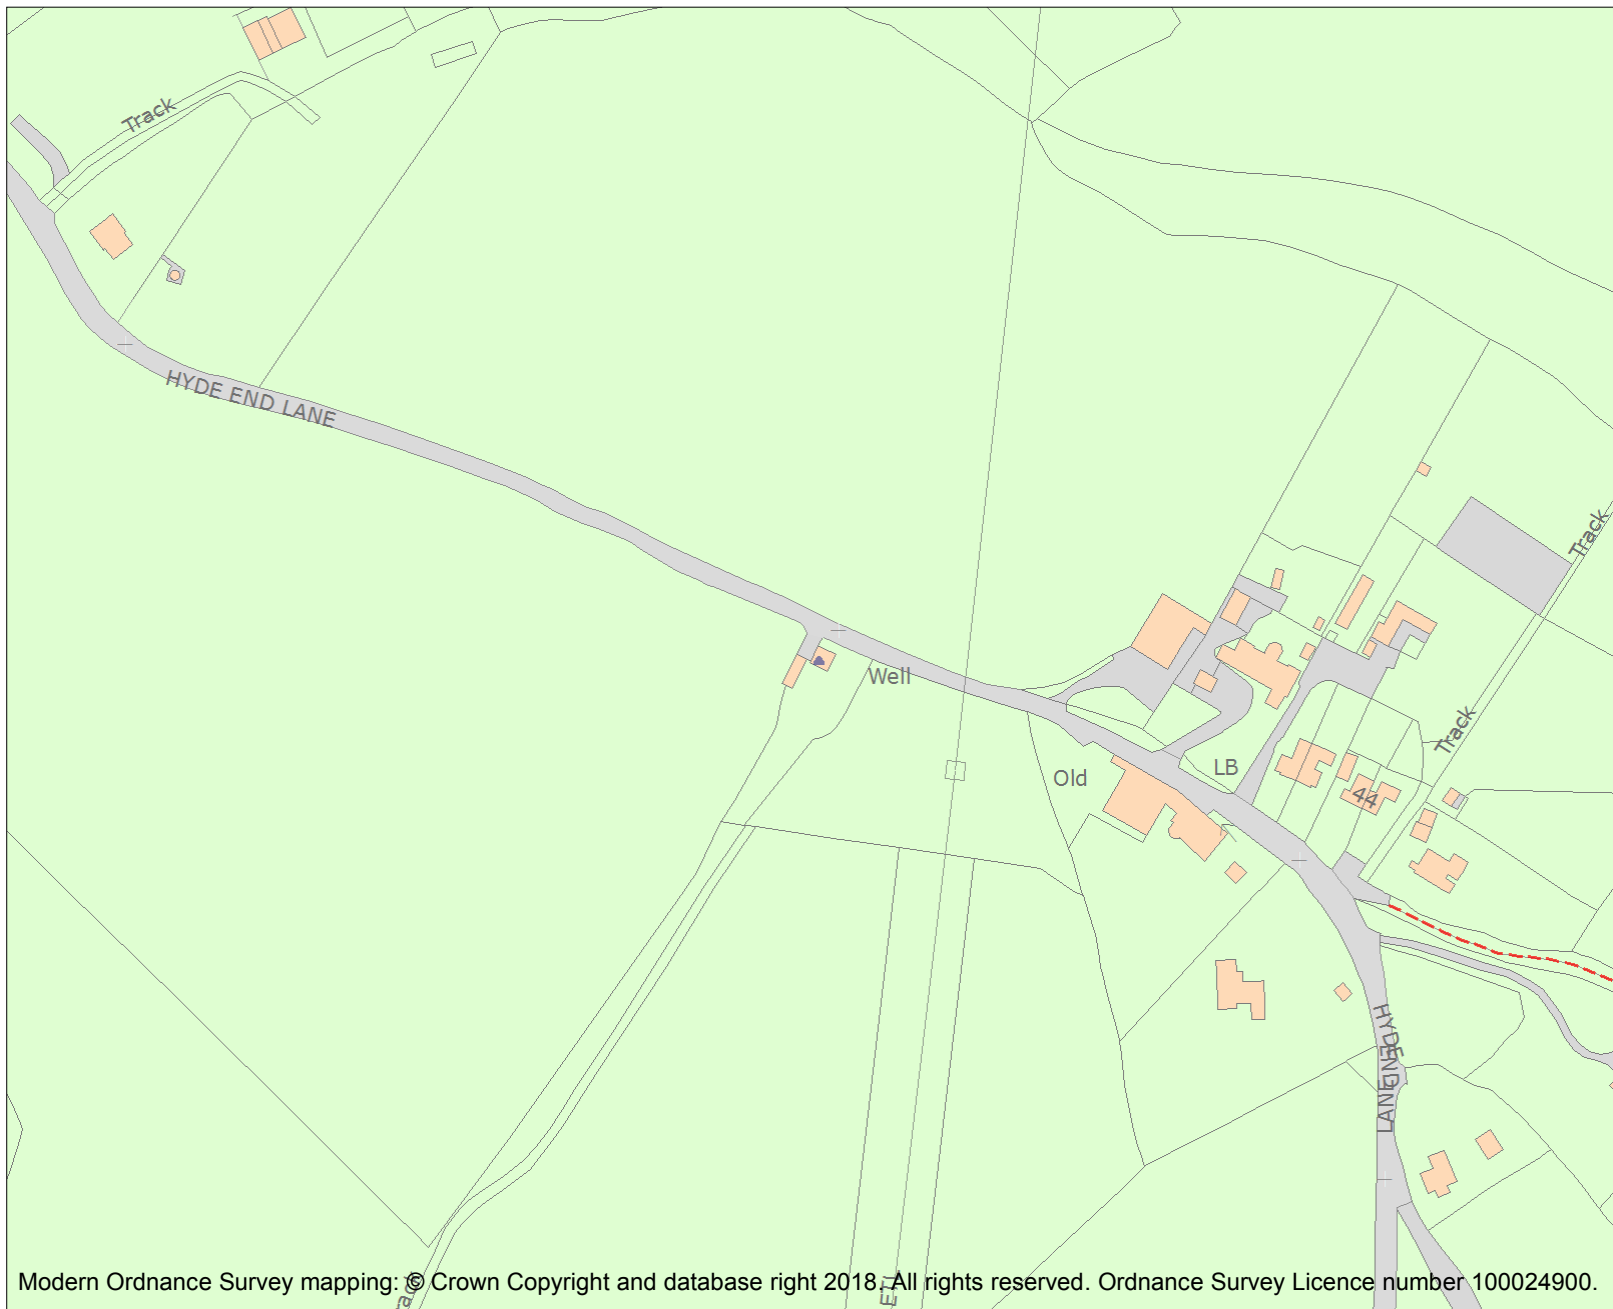 Track
HYDE END LANE
Track
Well
Track
Old
LB
44
HYDE END
LANE
ETL
Modern Ordnance Survey mapping: © Crown Copyright and database right 2018. All rights reserved. Ordnance Survey Licence number 100024900.